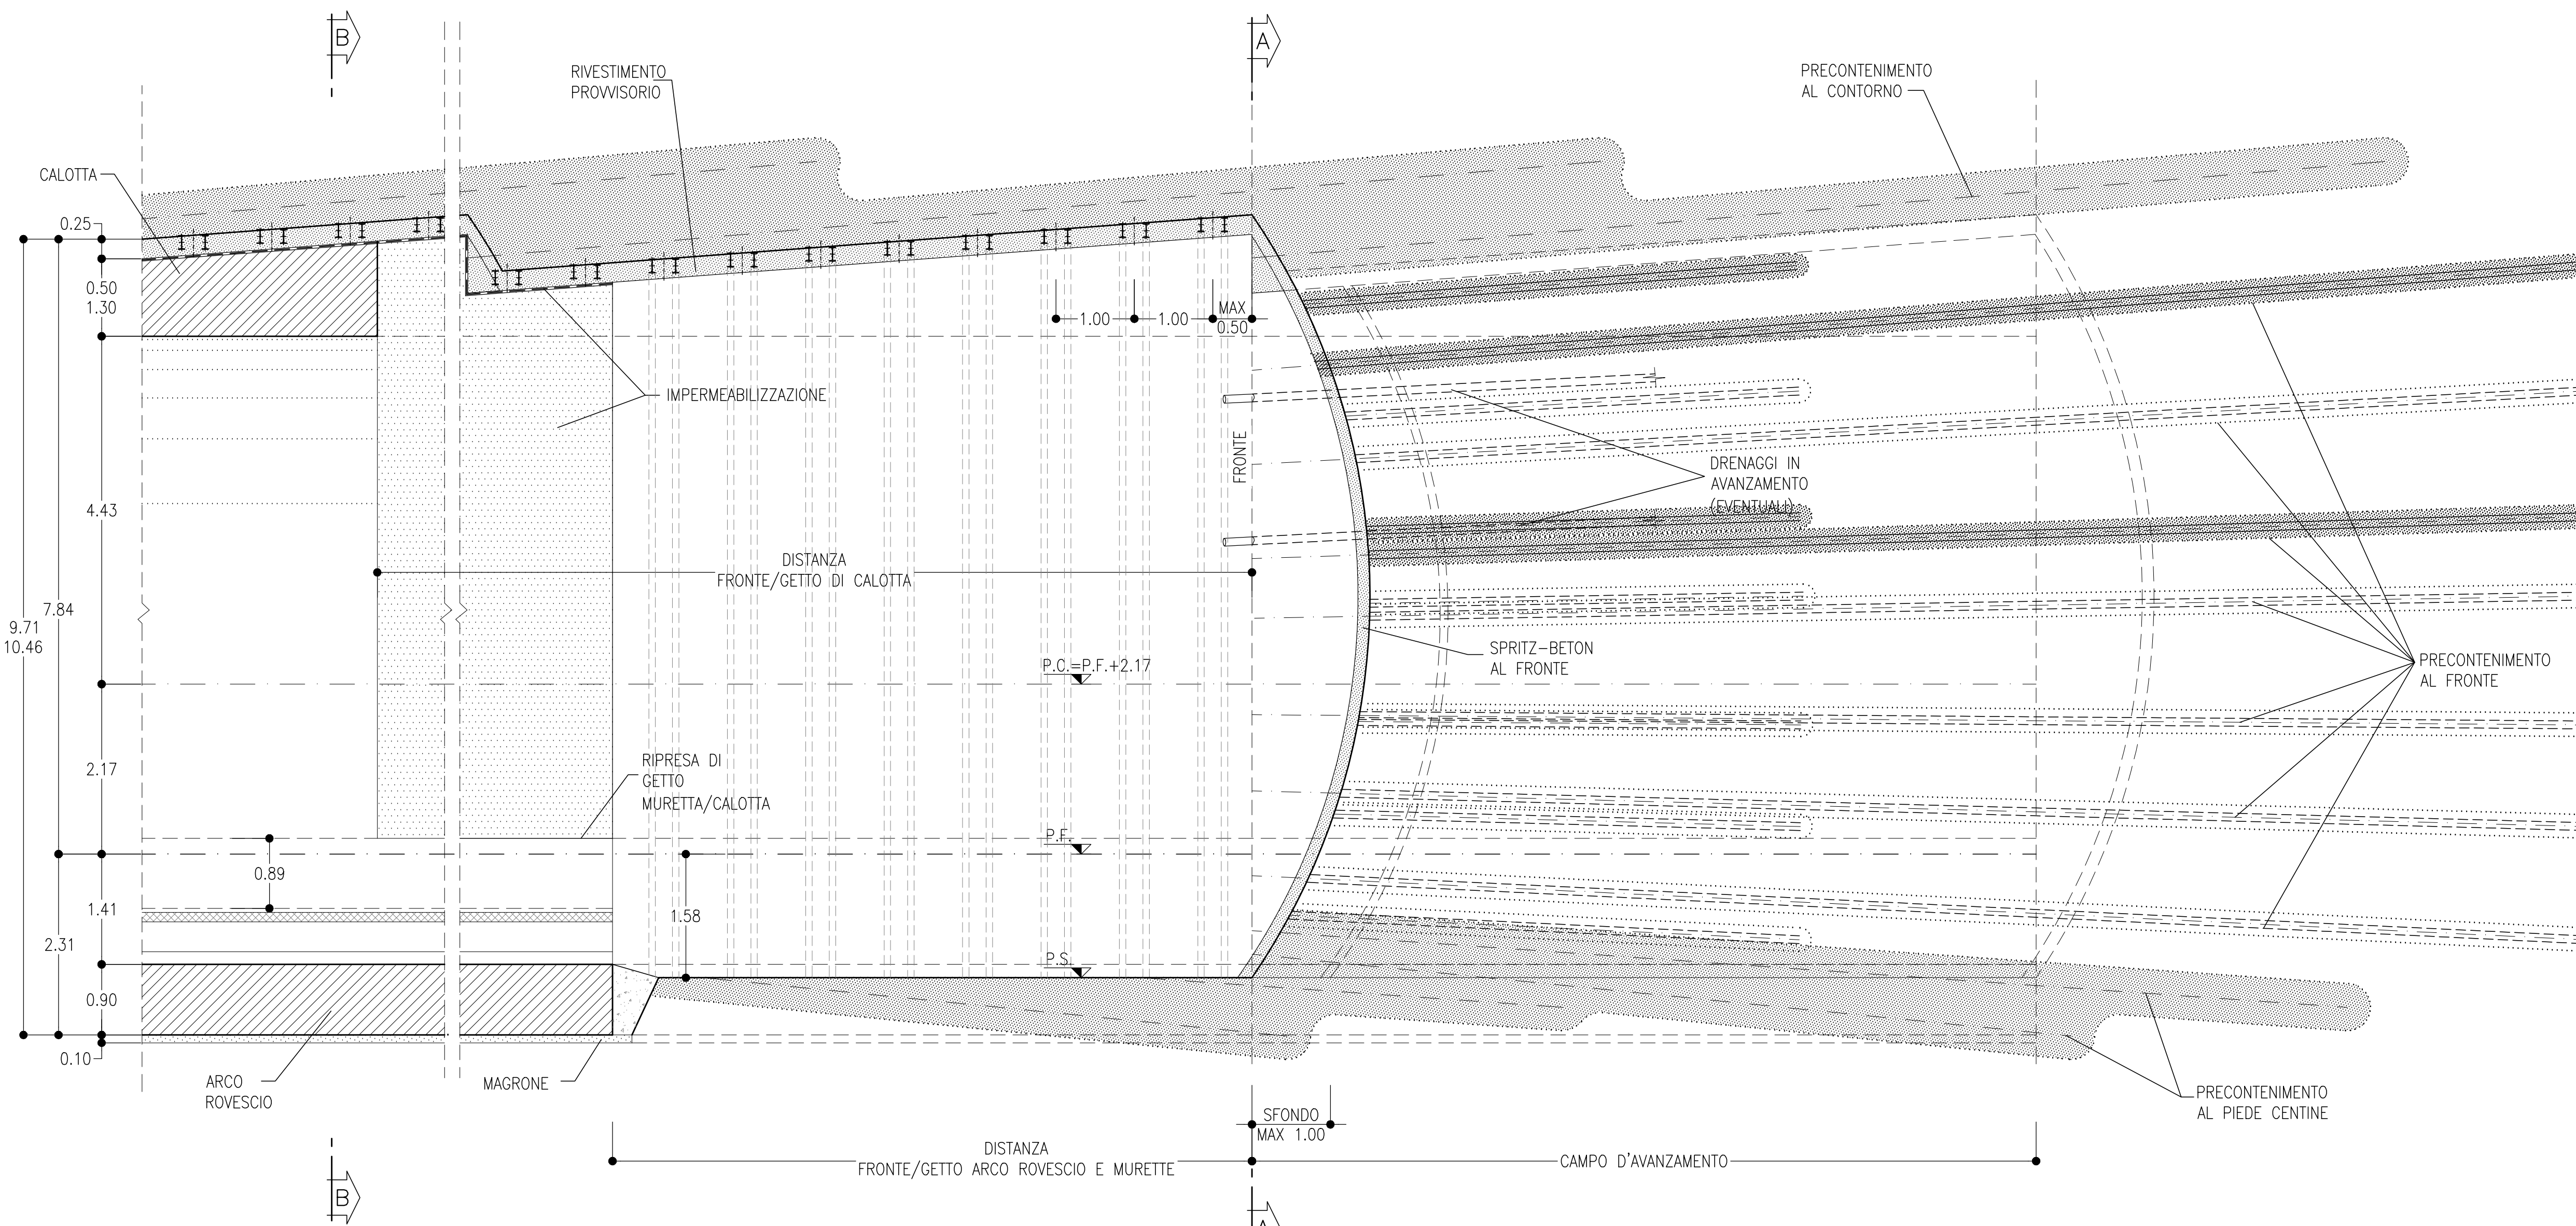 B
A
RIVESTIMENTO
PROVVISORIO
PRECONTENIMENTO
AL CONTORNO
CALOTTA
0.25
0.50
1.30
1.00
1.00
MAX
0.50
IMPERMEABILIZZAZIONE
FRONTE
DRENAGGI IN
AVANZAMENTO
(EVENTUALI)
4.43
DISTANZA
FRONTE/GETTO DI CALOTTA
7.84
9.71
10.46
SPRITZ-BETON
AL FRONTE
PRECONTENIMENTO
AL FRONTE
P.C.=P.F.+2.17
2.17
RIPRESA DI
GETTO
MURETTA/CALOTTA
P.F.
0.89
1.41
1.58
2.31
P.S.
0.90
0.10
ARCO
ROVESCIO
MAGRONE
PRECONTENIMENTO
AL PIEDE CENTINE
SFONDO
MAX 1.00
DISTANZA
FRONTE/GETTO ARCO ROVESCIO E MURETTE
CAMPO D'AVANZAMENTO
B
A